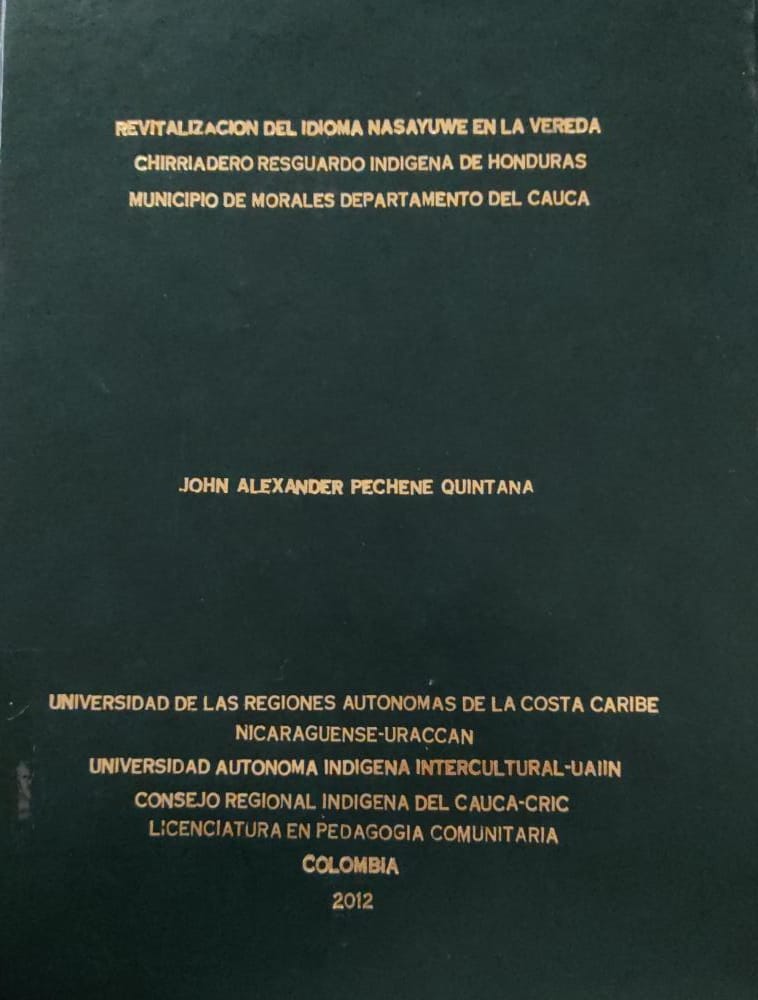 REVITALIZACION DEL IDIOMA NASAYUWE EN LA VEREDA
CHIRRIADERO RESGUARDO INDIGENA DE HONDURAS
MUNICIPIO DE MORALES DEPARTAMENTO DEL CAUCA
JOHN ALEXANDER PECHENE QUINTANA
UNIVERSIDAD DE LAS REGIONES AUTONOMAS DE LA COSTA CARIBE
NICARAGUENSE-URACCAN
UNIVERSIDAD AUTONOMA INDIGENA INTERCULTURAL-UAIIN
CONSEJO REGIONAL INDIGENA DEL CAUCA-CRIC
LICENCIATURA EN PEDAGOGIA COMUNITARIA
COLOMBIA
2012